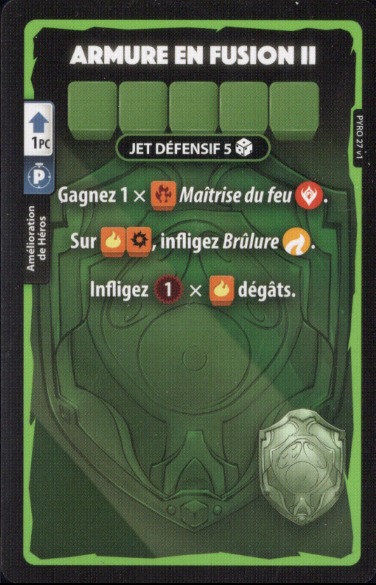 ARMURE EN FUSION II
JET DÉFENSIF 5
1PC
P
Amélioration
de Héros
PYRO 27 v1
Gagnez 1 × Maîtrise du feu .
Sur , infligez Brûlure .
Infligez 1 × dégâts.